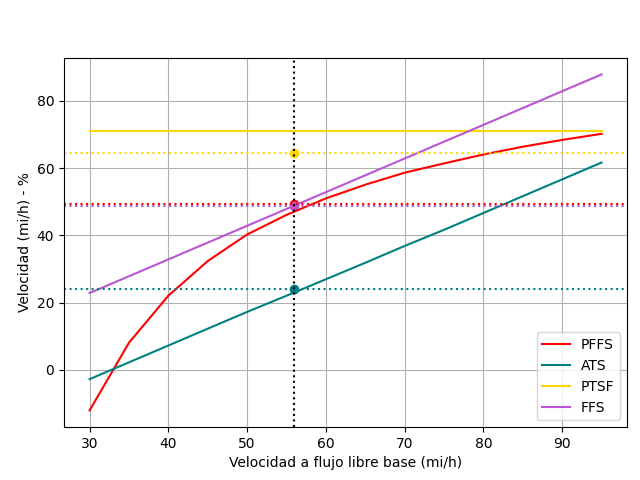 80
60
40
20
0
Velocidad (mi/h) - %
30 40 50 60 70 80 90
Velocidad a flujo libre base (mi/h)
PFFS
ATS
PTSF
FFS